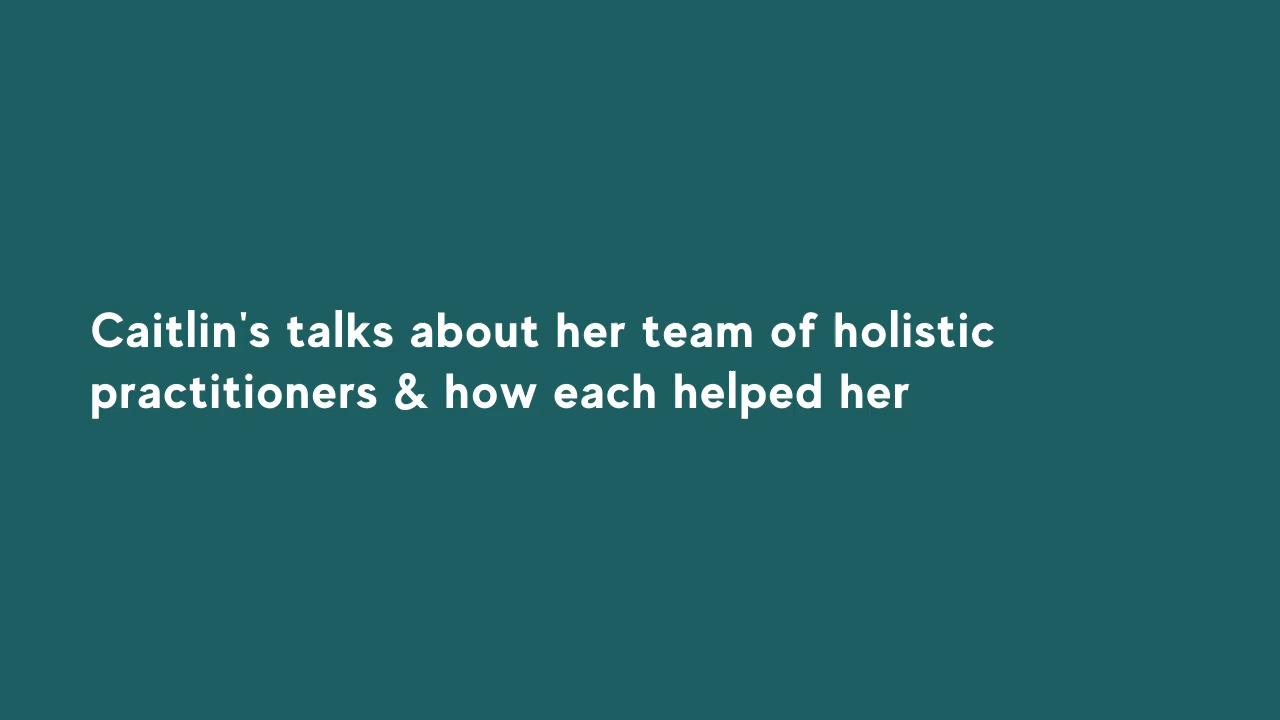 Caitlin's talks about her team of holistic
practitioners & how each helped her